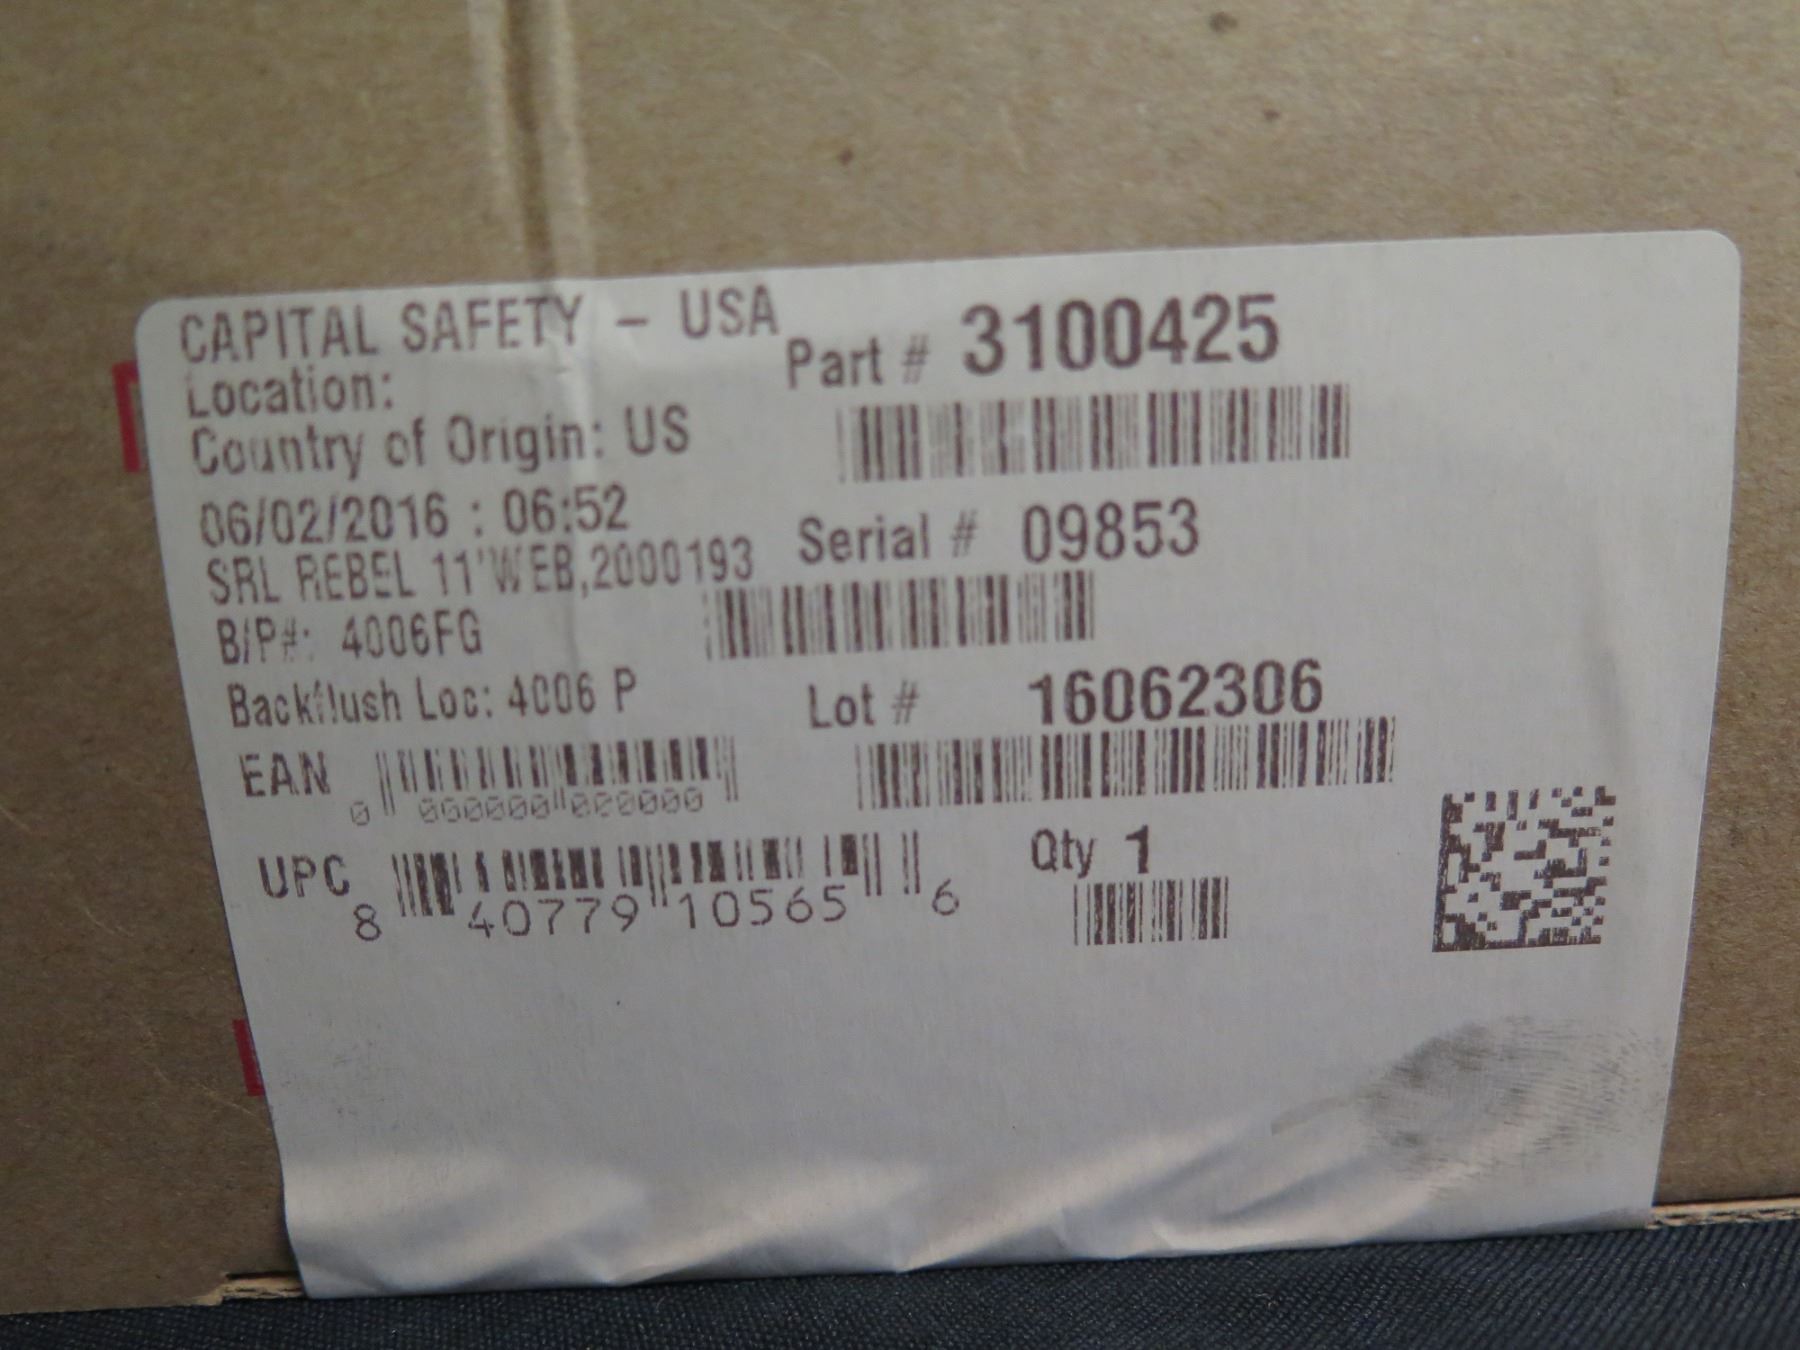 CAPITAL SAFETY - USA
Location:
Country of Origin: US
06/02/2016 : 06:52
SRL REBEL 11'WEB,2000193
B/P#: 4006FG
Backflush Loc: 4006 P
EAN
0 000000 000000
UPC
8 40779 10565 6
Part # 3100425
Serial # 09853
Lot # 16062306
Qty 1